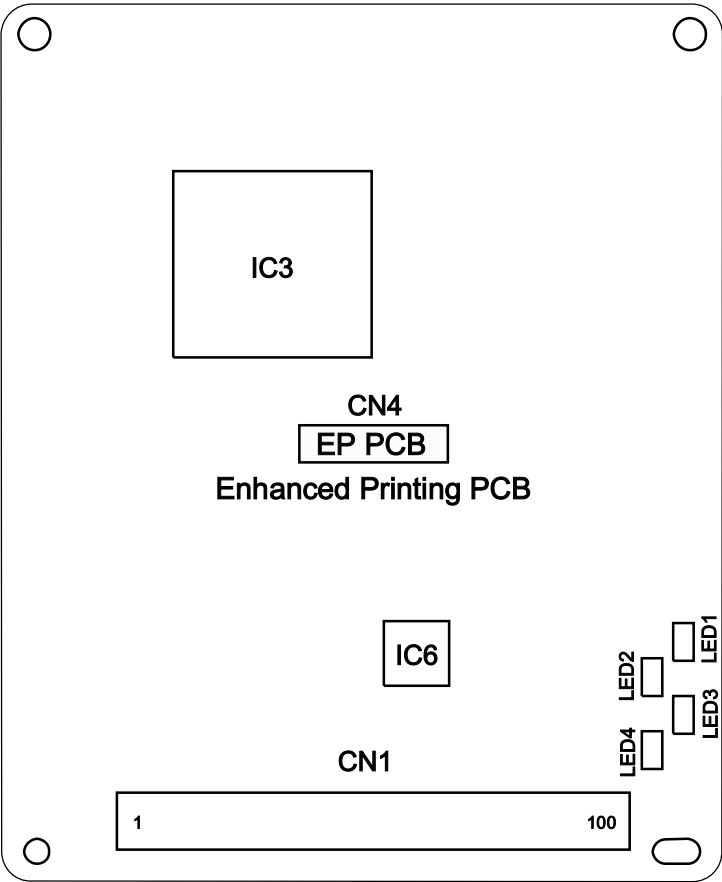 IC3
CN4
EP PCB
Enhanced Printing PCB
LED1
IC6
LED2
LED3
LED4
CN1
1 100